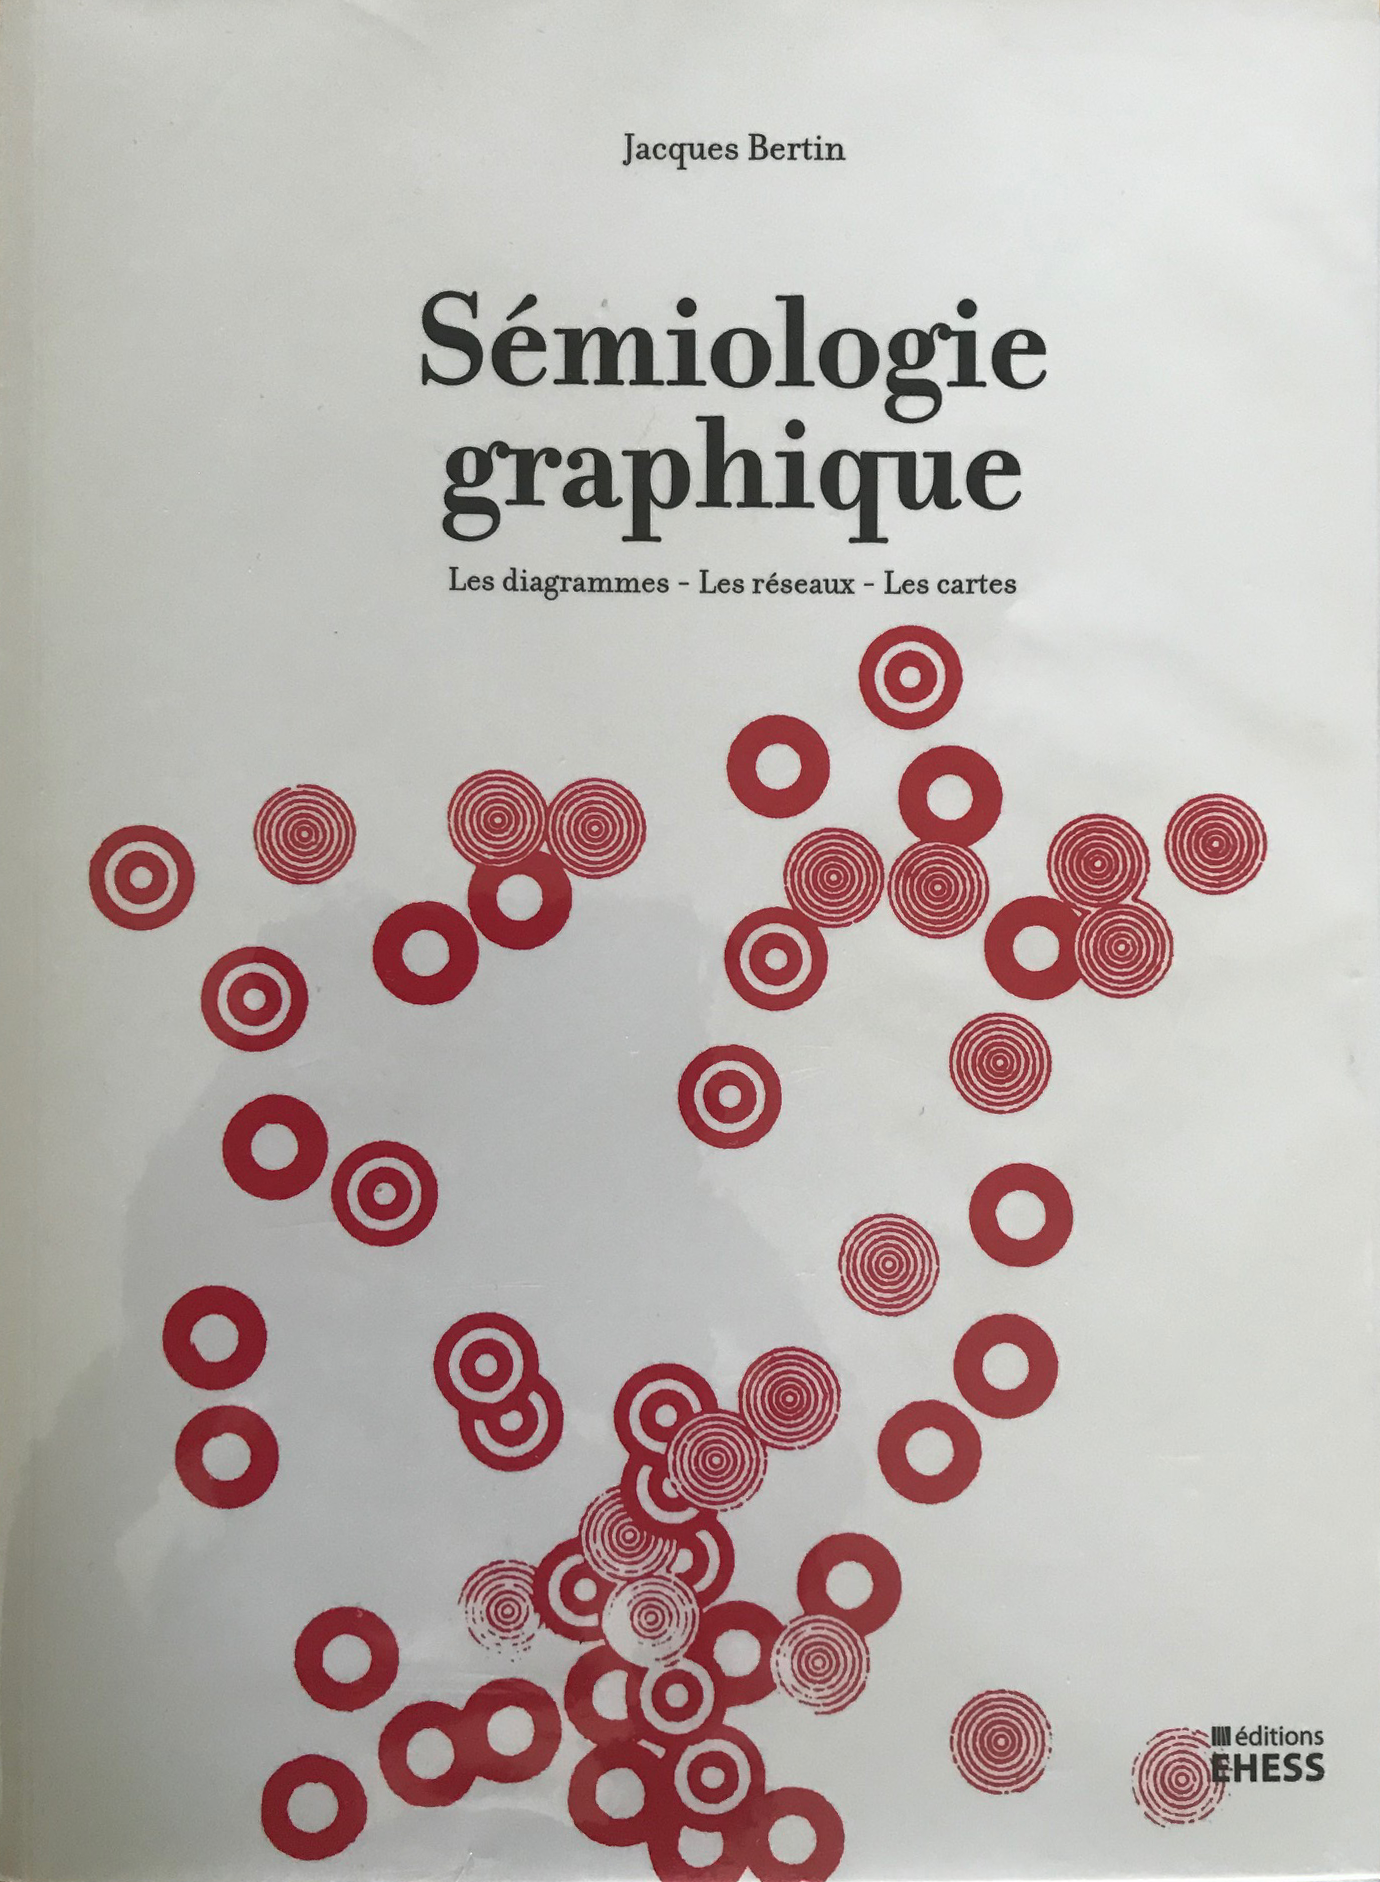 Jacques Bertin
Sémiologie
graphique
Les diagrammes - Les réseaux - Les cartes
éditions
EHESS